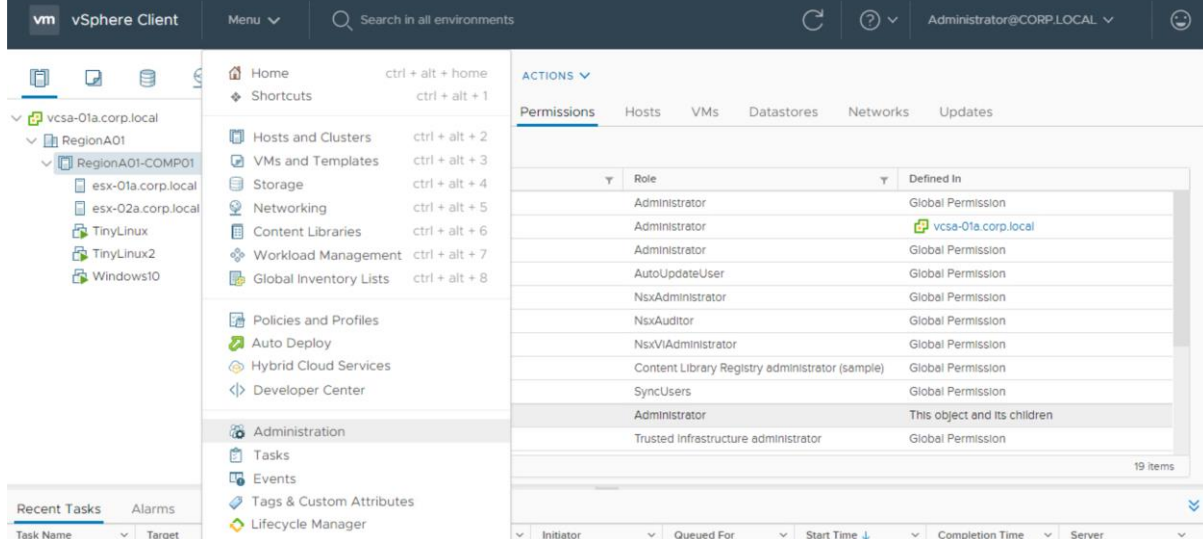 vm vSphere Client Menu Search in all environments Administrator@CORP.LOCAL
Home ctrl + alt + home
Shortcuts ctrl + alt + 1
Hosts and Clusters ctrl + alt + 2
VMs and Templates ctrl + alt + 3
Storage ctrl + alt + 4
Networking ctrl + alt + 5
Content Libraries ctrl + alt + 6
Workload Management ctrl + alt + 7
Global Inventory Lists ctrl + alt + 8
Policies and Profiles
Auto Deploy
Hybrid Cloud Services
Developer Center
Administration
Tasks
Events
Tags & Custom Attributes
Lifecycle Manager
vcsa-01a.corp.local
RegionA01
RegionA01-COMP01
esx-01a.corp.local
esx-02a.corp.local
TinyLinux
TinyLinux2
Windows10
ACTIONS
Permissions Hosts VMs Datastores Networks Updates
Role Defined In
Administrator Global Permission
Administrator vcsa-01a.corp.local
Administrator Global Permission
AutoUpdateUser Global Permission
NsxAdministrator Global Permission
NsxAuditor Global Permission
NsxViAdministrator Global Permission
Content Library Registry administrator (sample) Global Permission
SyncUsers Global Permission
Administrator This object and its children
Trusted Infrastructure administrator Global Permission
19 items
Recent Tasks Alarms
Task Name Target Initiator Queued For Start Time Completion Time Server